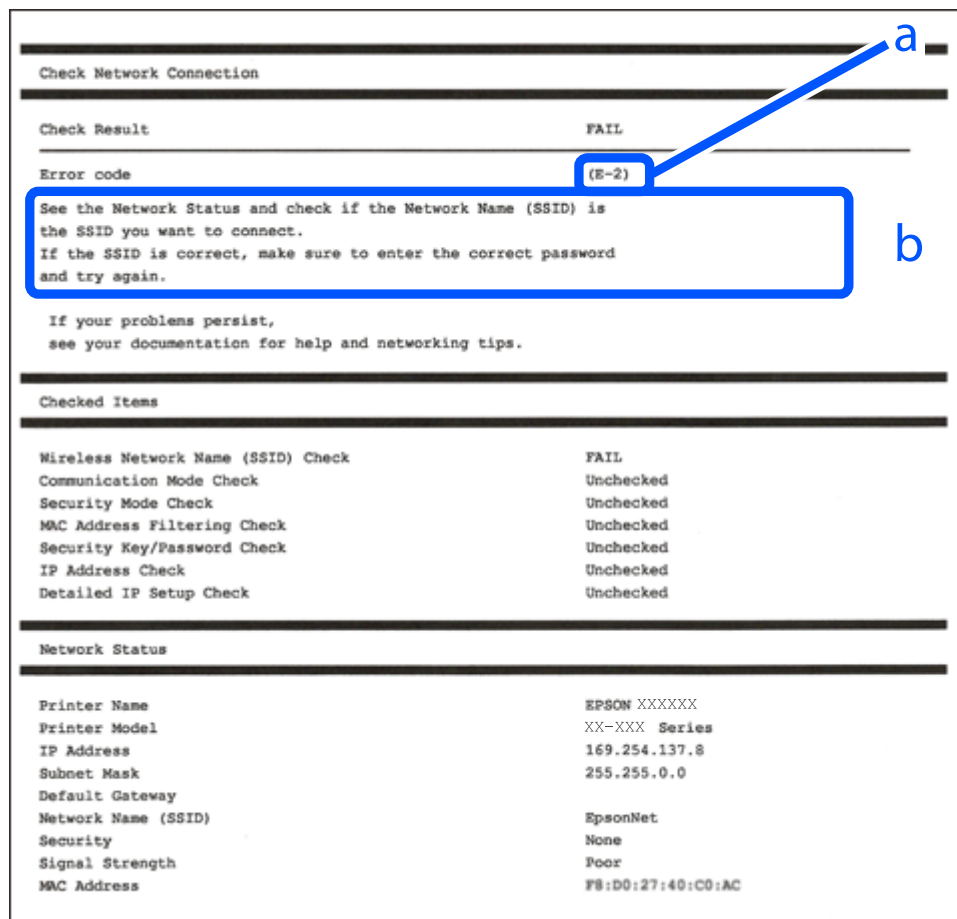 a
Check Network Connection
Check Result FAIL
Error code (E-2)
See the Network Status and check if the Network Name (SSID) is
the SSID you want to connect.
If the SSID is correct, make sure to enter the correct password
and try again.
b
If your problems persist,
see your documentation for help and networking tips.
Checked Items
Wireless Network Name (SSID) Check FAIL
Communication Mode Check Unchecked
Security Mode Check Unchecked
MAC Address Filtering Check Unchecked
Security Key/Password Check Unchecked
IP Address Check Unchecked
Detailed IP Setup Check Unchecked
Network Status
Printer Name EPSON XXXXXX
Printer Model XX-XXX Series
IP Address 169.254.137.8
Subnet Mask 255.255.0.0
Default Gateway
Network Name (SSID) EpsonNet
Security None
Signal Strength Poor
MAC Address F8:D0:27:40:C0:AC